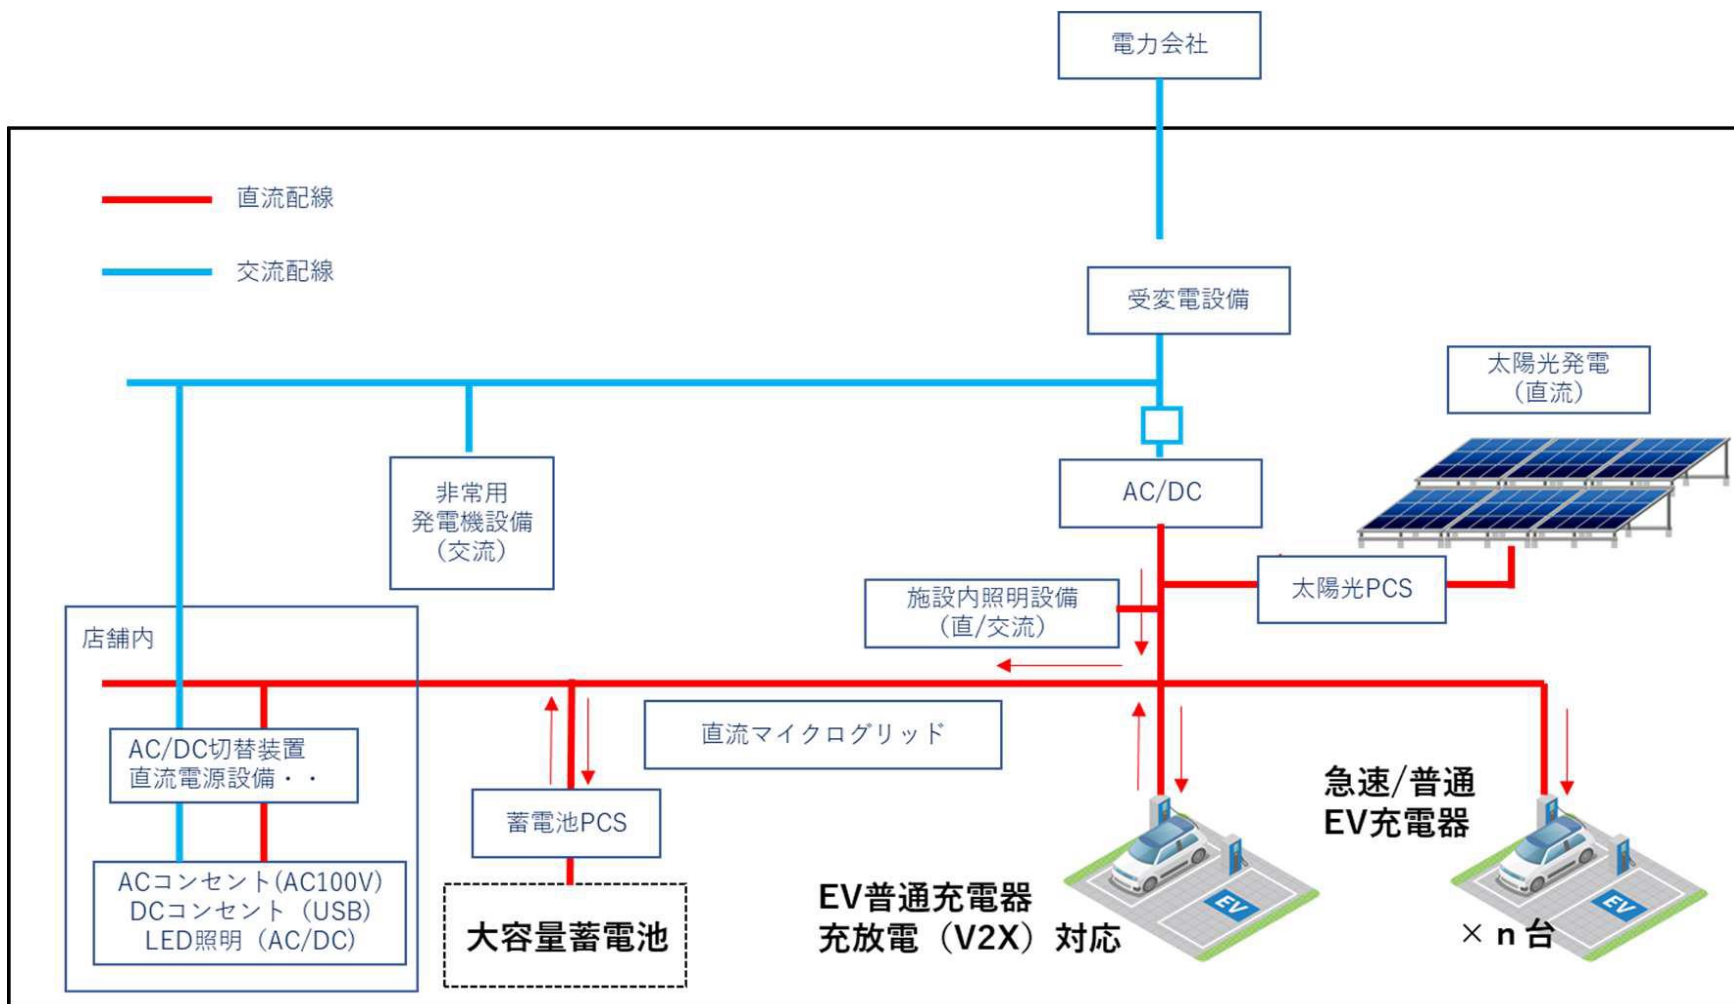 電力会社
直流配線
交流配線
受変電設備
太陽光発電
（直流）
非常用
発電機設備
（交流）
AC/DC
太陽光PCS
施設内照明設備
（直/交流）
店舗内
直流マイクログリッド
AC/DC切替装置
直流電源設備・・
蓄電池PCS
急速/普通
EV充電器
ACコンセント(AC100V)
DCコンセント（USB)
LED照明（AC/DC)
大容量蓄電池
EV普通充電器
充放電（V2X）対応
EV
EV
× n 台